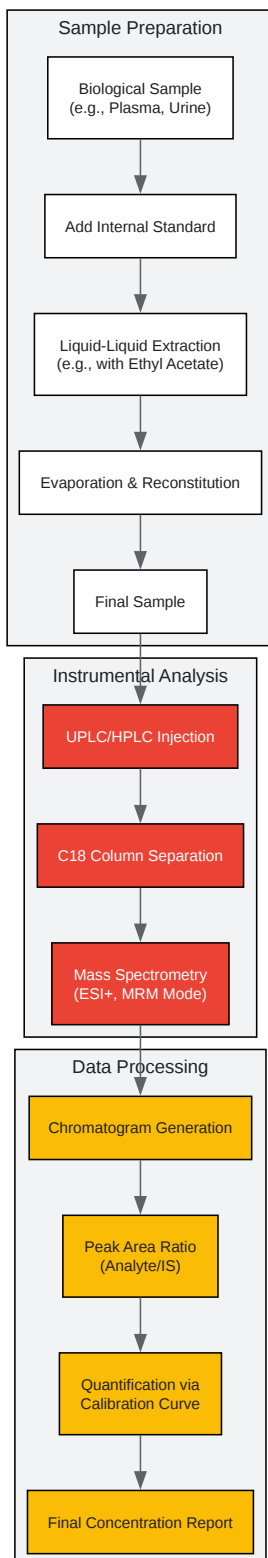 Sample Preparation
Biological Sample
(e.g., Plasma, Urine)
Add Internal Standard
Liquid-Liquid Extraction
(e.g., with Ethyl Acetate)
Evaporation & Reconstitution
Final Sample
Instrumental Analysis
UPLC/HPLC Injection
C18 Column Separation
Mass Spectrometry
(ESI+, MRM Mode)
Data Processing
Chromatogram Generation
Peak Area Ratio
(Analyte/IS)
Quantification via
Calibration Curve
Final Concentration Report